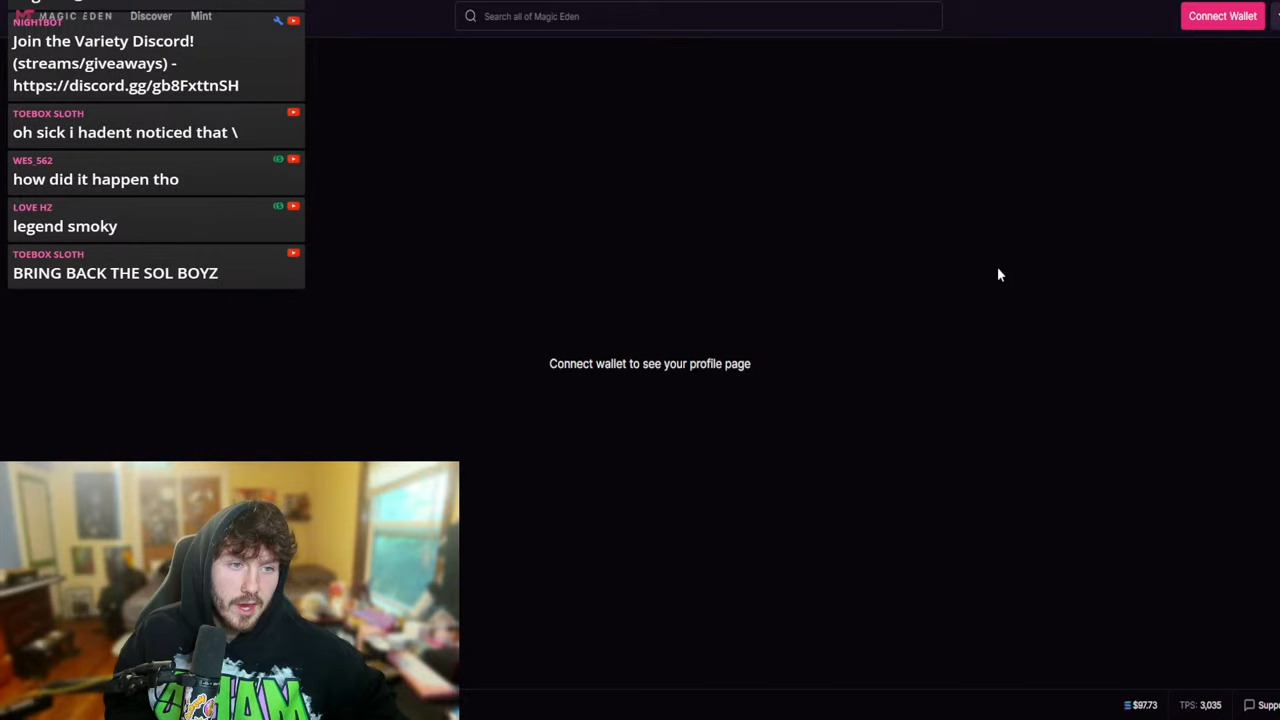 MAGIC EDEN Discover Mint
Search all of Magic Eden
Connect Wallet
NIGHTBOT
Join the Variety Discord!
(streams/giveaways) -
https://discord.gg/gb8FxttnSH
TOEBOX SLOTH
oh sick i hadent noticed that \
WES_562
how did it happen tho
LOVE HZ
legend smoky
TOEBOX SLOTH
BRING BACK THE SOL BOYZ
Connect wallet to see your profile page
$97.73 TPS: 3,035 Supp